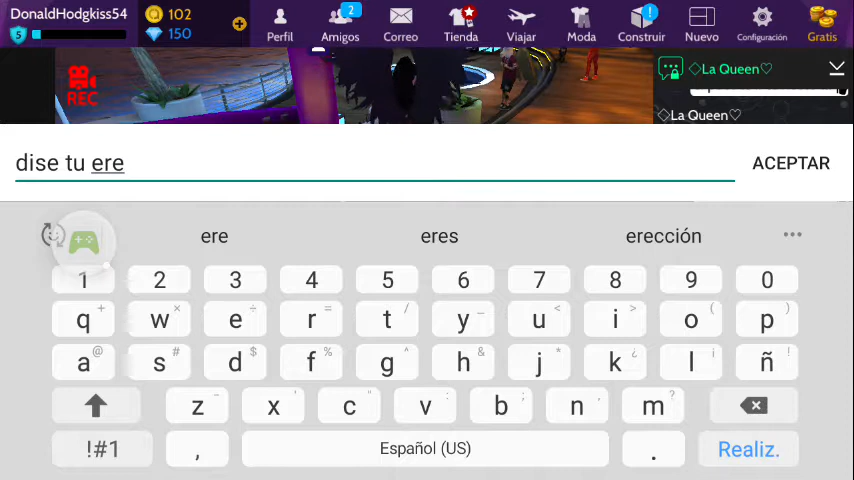 DonaldHodgkiss54
5
102
150
Perfil
2
Amigos
Correo
Tienda
Viajar
Moda
!
Construir
Nuevo
Configuración
Gratis
REC
◇La Queen♡
◇La Queen♡
dise tu ere
ACEPTAR
ere eres erección ...
1 2 3 4 5 6 7 8 9 0
q + w × e ÷ r = t / y _ u < i > o ( p )
a @ s # d $ f % g ^ h & j * k ¿ l ¡ ñ !
z - x ' c " v : b ; n , m ?
!#1 , Español (US) . Realiz.